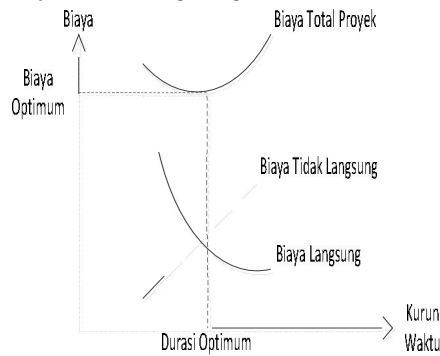 Biaya
Biaya Total Proyek
Biaya
Optimum
Biaya Tidak Langsung
Biaya Langsung
Kurun
Waktu
Durasi Optimum